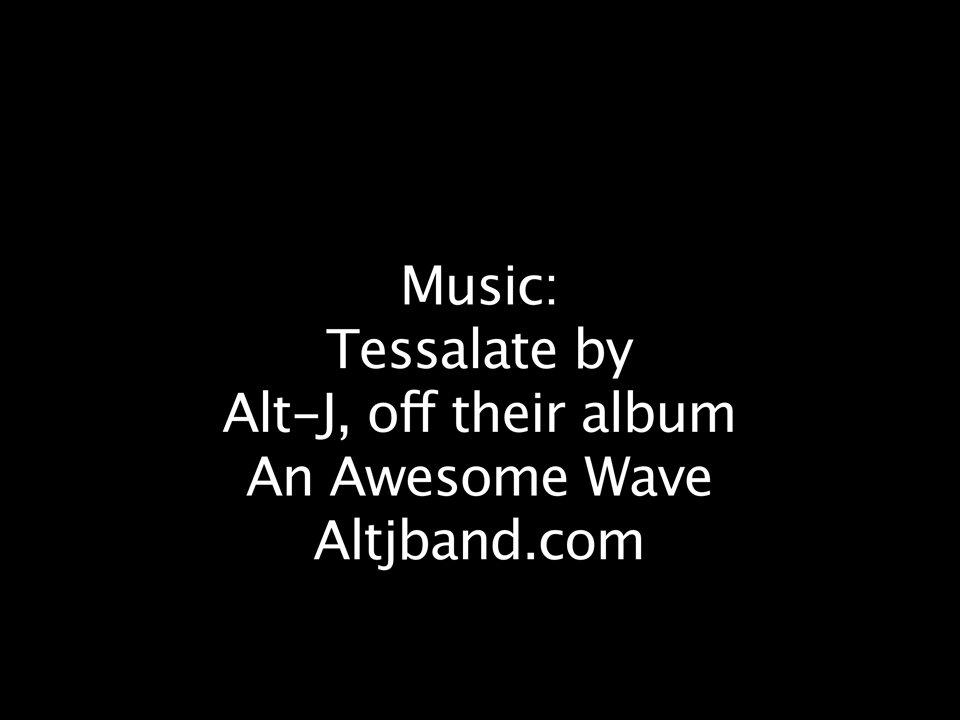 Music:
Tessalate by
Alt-J, off their album
An Awesome Wave
Altjband.com